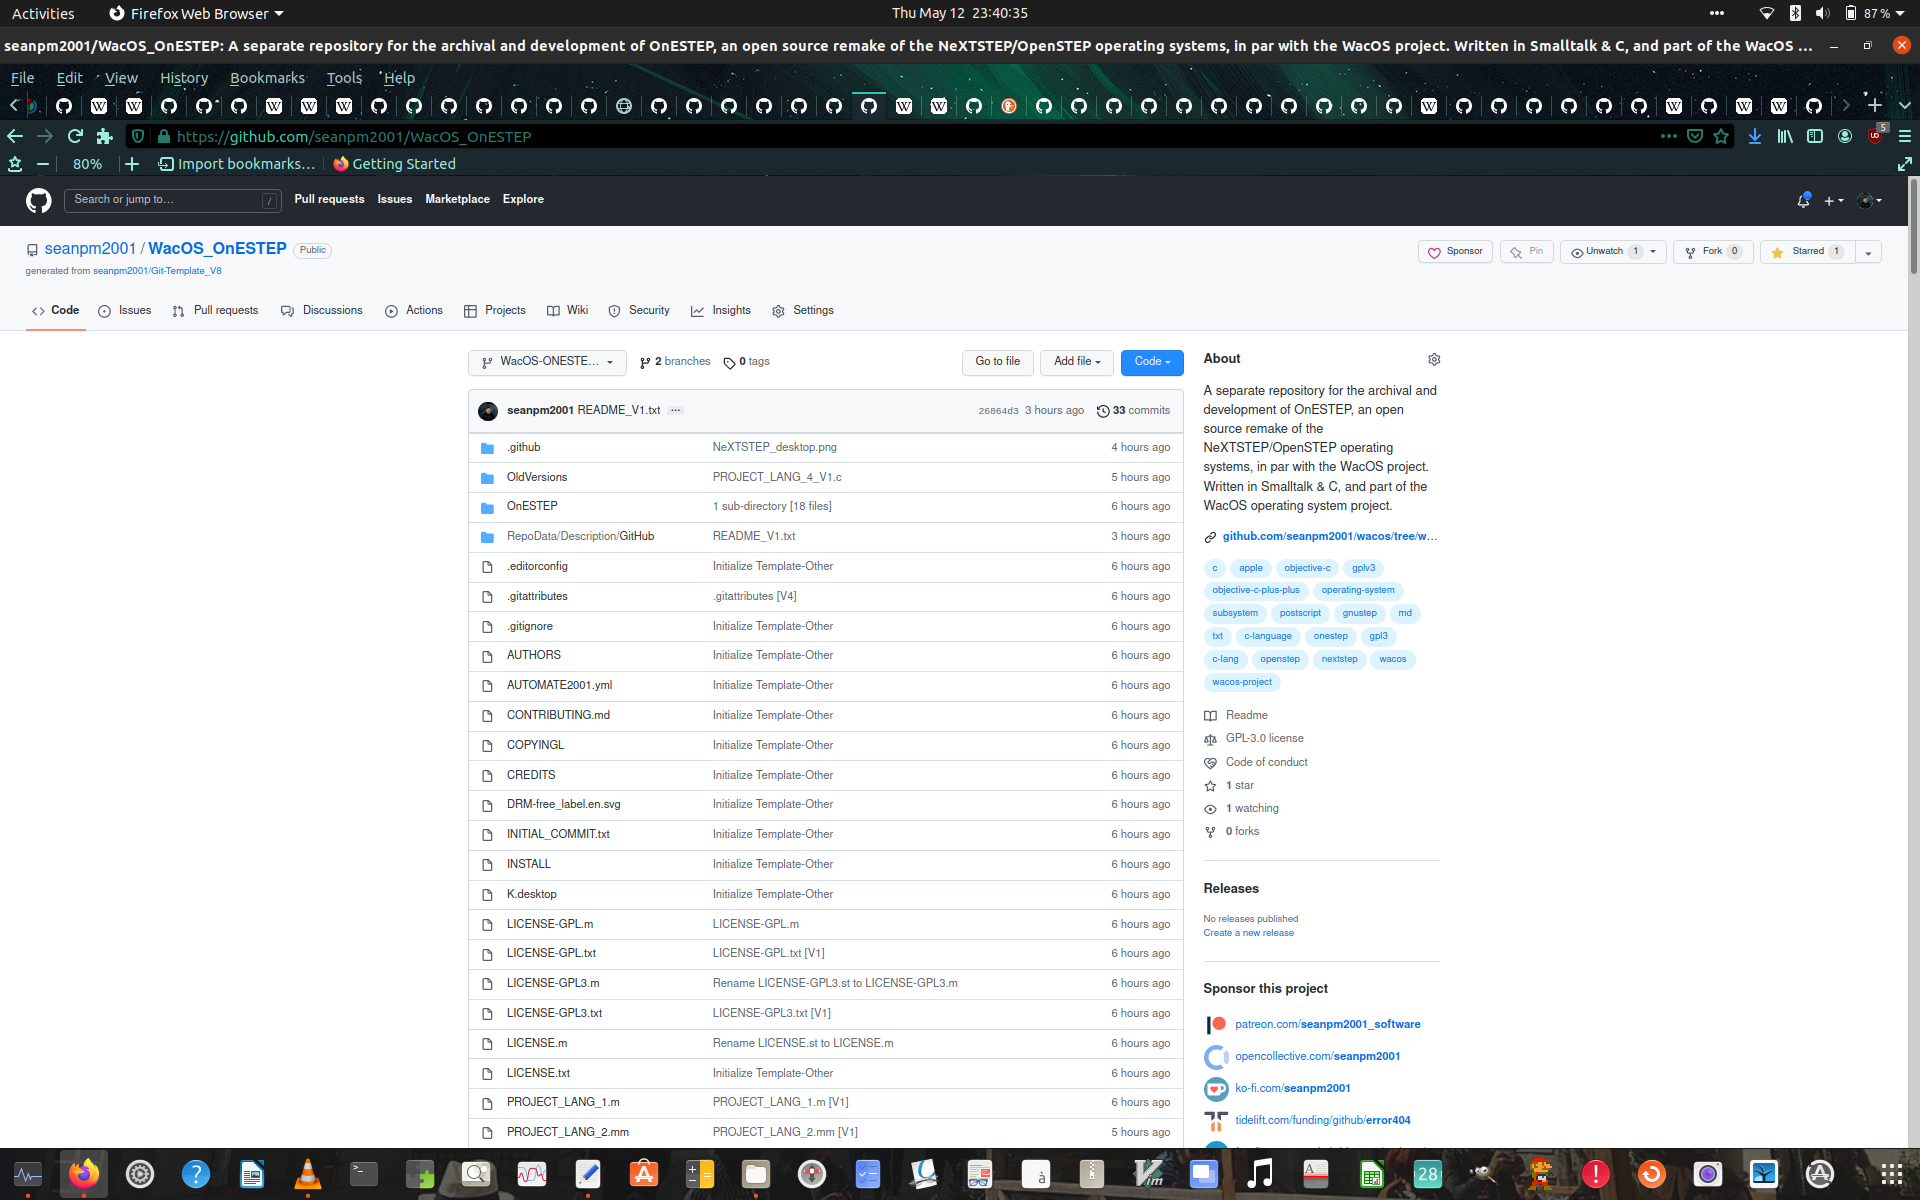 Activities
Firefox Web Browser
Thu May 12 23:40:35
87 %
seanpm2001/WacOS_OnESTEP: A separate repository for the archival and development of OnESTEP, an open source remake of the NeXTSTEP/OpenSTEP operating systems, in par with the WacOS project. Written in Smalltalk & C, and part of the WacOS ...
File Edit View History Bookmarks Tools Help
https://github.com/seanpm2001/WacOS_OnESTEP
5
80%
Import bookmarks...
Getting Started
Search or jump to...
/
Pull requests Issues Marketplace Explore
seanpm2001 / WacOS_OnESTEP
Public
generated from seanpm2001/Git-Template_V8
Sponsor
Pin
Unwatch 1
Fork 0
Starred 1
Code
Issues
Pull requests
Discussions
Actions
Projects
Wiki
Security
Insights
Settings
WacOS-ONESTE...
2 branches
0 tags
Go to file
Add file
Code
seanpm2001 README_V1.txt ...
26864d3 3 hours ago
33 commits
.github NeXTSTEP_desktop.png 4 hours ago
OldVersions PROJECT_LANG_4_V1.c 5 hours ago
OnESTEP 1 sub-directory [18 files] 6 hours ago
RepoData/Description/GitHub README_V1.txt 3 hours ago
.editorconfig Initialize Template-Other 6 hours ago
.gitattributes .gitattributes [V4] 6 hours ago
.gitignore Initialize Template-Other 6 hours ago
AUTHORS Initialize Template-Other 6 hours ago
AUTOMATE2001.yml Initialize Template-Other 6 hours ago
CONTRIBUTING.md Initialize Template-Other 6 hours ago
COPYINGL Initialize Template-Other 6 hours ago
CREDITS Initialize Template-Other 6 hours ago
DRM-free_label.en.svg Initialize Template-Other 6 hours ago
INITIAL_COMMIT.txt Initialize Template-Other 6 hours ago
INSTALL Initialize Template-Other 6 hours ago
K.desktop Initialize Template-Other 6 hours ago
LICENSE-GPL.m LICENSE-GPL.m 6 hours ago
LICENSE-GPL.txt LICENSE-GPL.txt [V1] 6 hours ago
LICENSE-GPL3.m Rename LICENSE-GPL3.st to LICENSE-GPL3.m 6 hours ago
LICENSE-GPL3.txt LICENSE-GPL3.txt [V1] 6 hours ago
LICENSE.m Rename LICENSE.st to LICENSE.m 6 hours ago
LICENSE.txt Initialize Template-Other 6 hours ago
PROJECT_LANG_1.m PROJECT_LANG_1.m [V1] 6 hours ago
PROJECT_LANG_2.mm PROJECT_LANG_2.mm [V1] 5 hours ago
About
A separate repository for the archival and
development of OnESTEP, an open
source remake of the
NeXTSTEP/OpenSTEP operating
systems, in par with the WacOS project.
Written in Smalltalk & C, and part of the
WacOS operating system project.
github.com/seanpm2001/wacos/tree/w...
c apple objective-c gplv3
objective-c-plus-plus operating-system
subsystem postscript gnustep md
txt c-language onestep gpl3
c-lang openstep nextstep wacos
wacos-project
Readme
GPL-3.0 license
Code of conduct
1 star
1 watching
0 forks
Releases
No releases published
Create a new release
Sponsor this project
patreon.com/seanpm2001_software
opencollective.com/seanpm2001
ko-fi.com/seanpm2001
tidelift.com/funding/github/error404
28